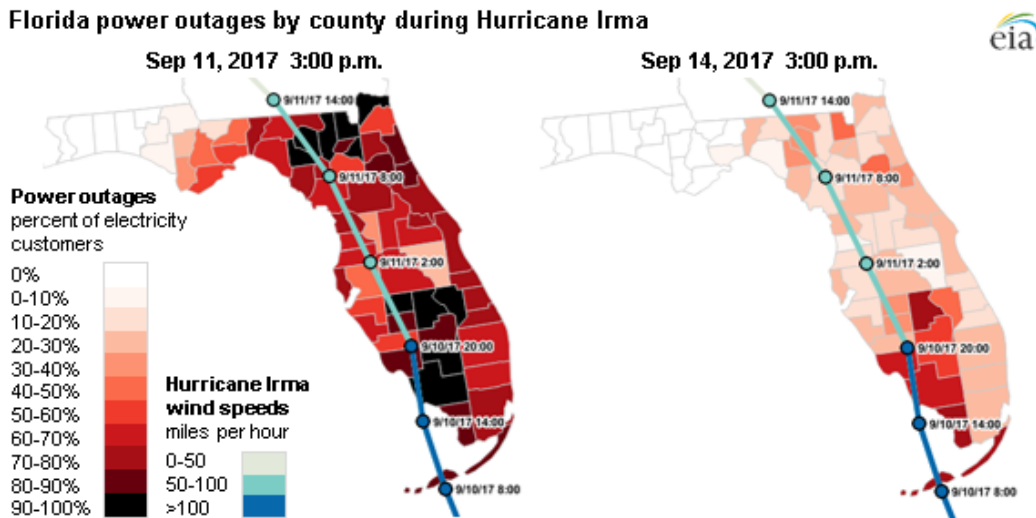 Florida power outages by county during Hurricane Irma
eia
Sep 11, 2017 3:00 p.m.
Sep 14, 2017 3:00 p.m.
9/11/17 14:00
9/11/17 14:00
9/11/17 8:00
9/11/17 8:00
Power outages
percent of electricity
customers
9/11/17 2:00
9/11/17 2:00
0%
0-10%
10-20%
20-30%
30-40%
40-50%
50-60%
60-70%
70-80%
80-90%
90-100%
9/10/17 20:00
9/10/17 20:00
Hurricane Irma
wind speeds
miles per hour
0-50
50-100
>100
9/10/17 14:00
9/10/17 14:00
9/10/17 8:00
9/10/17 8:00